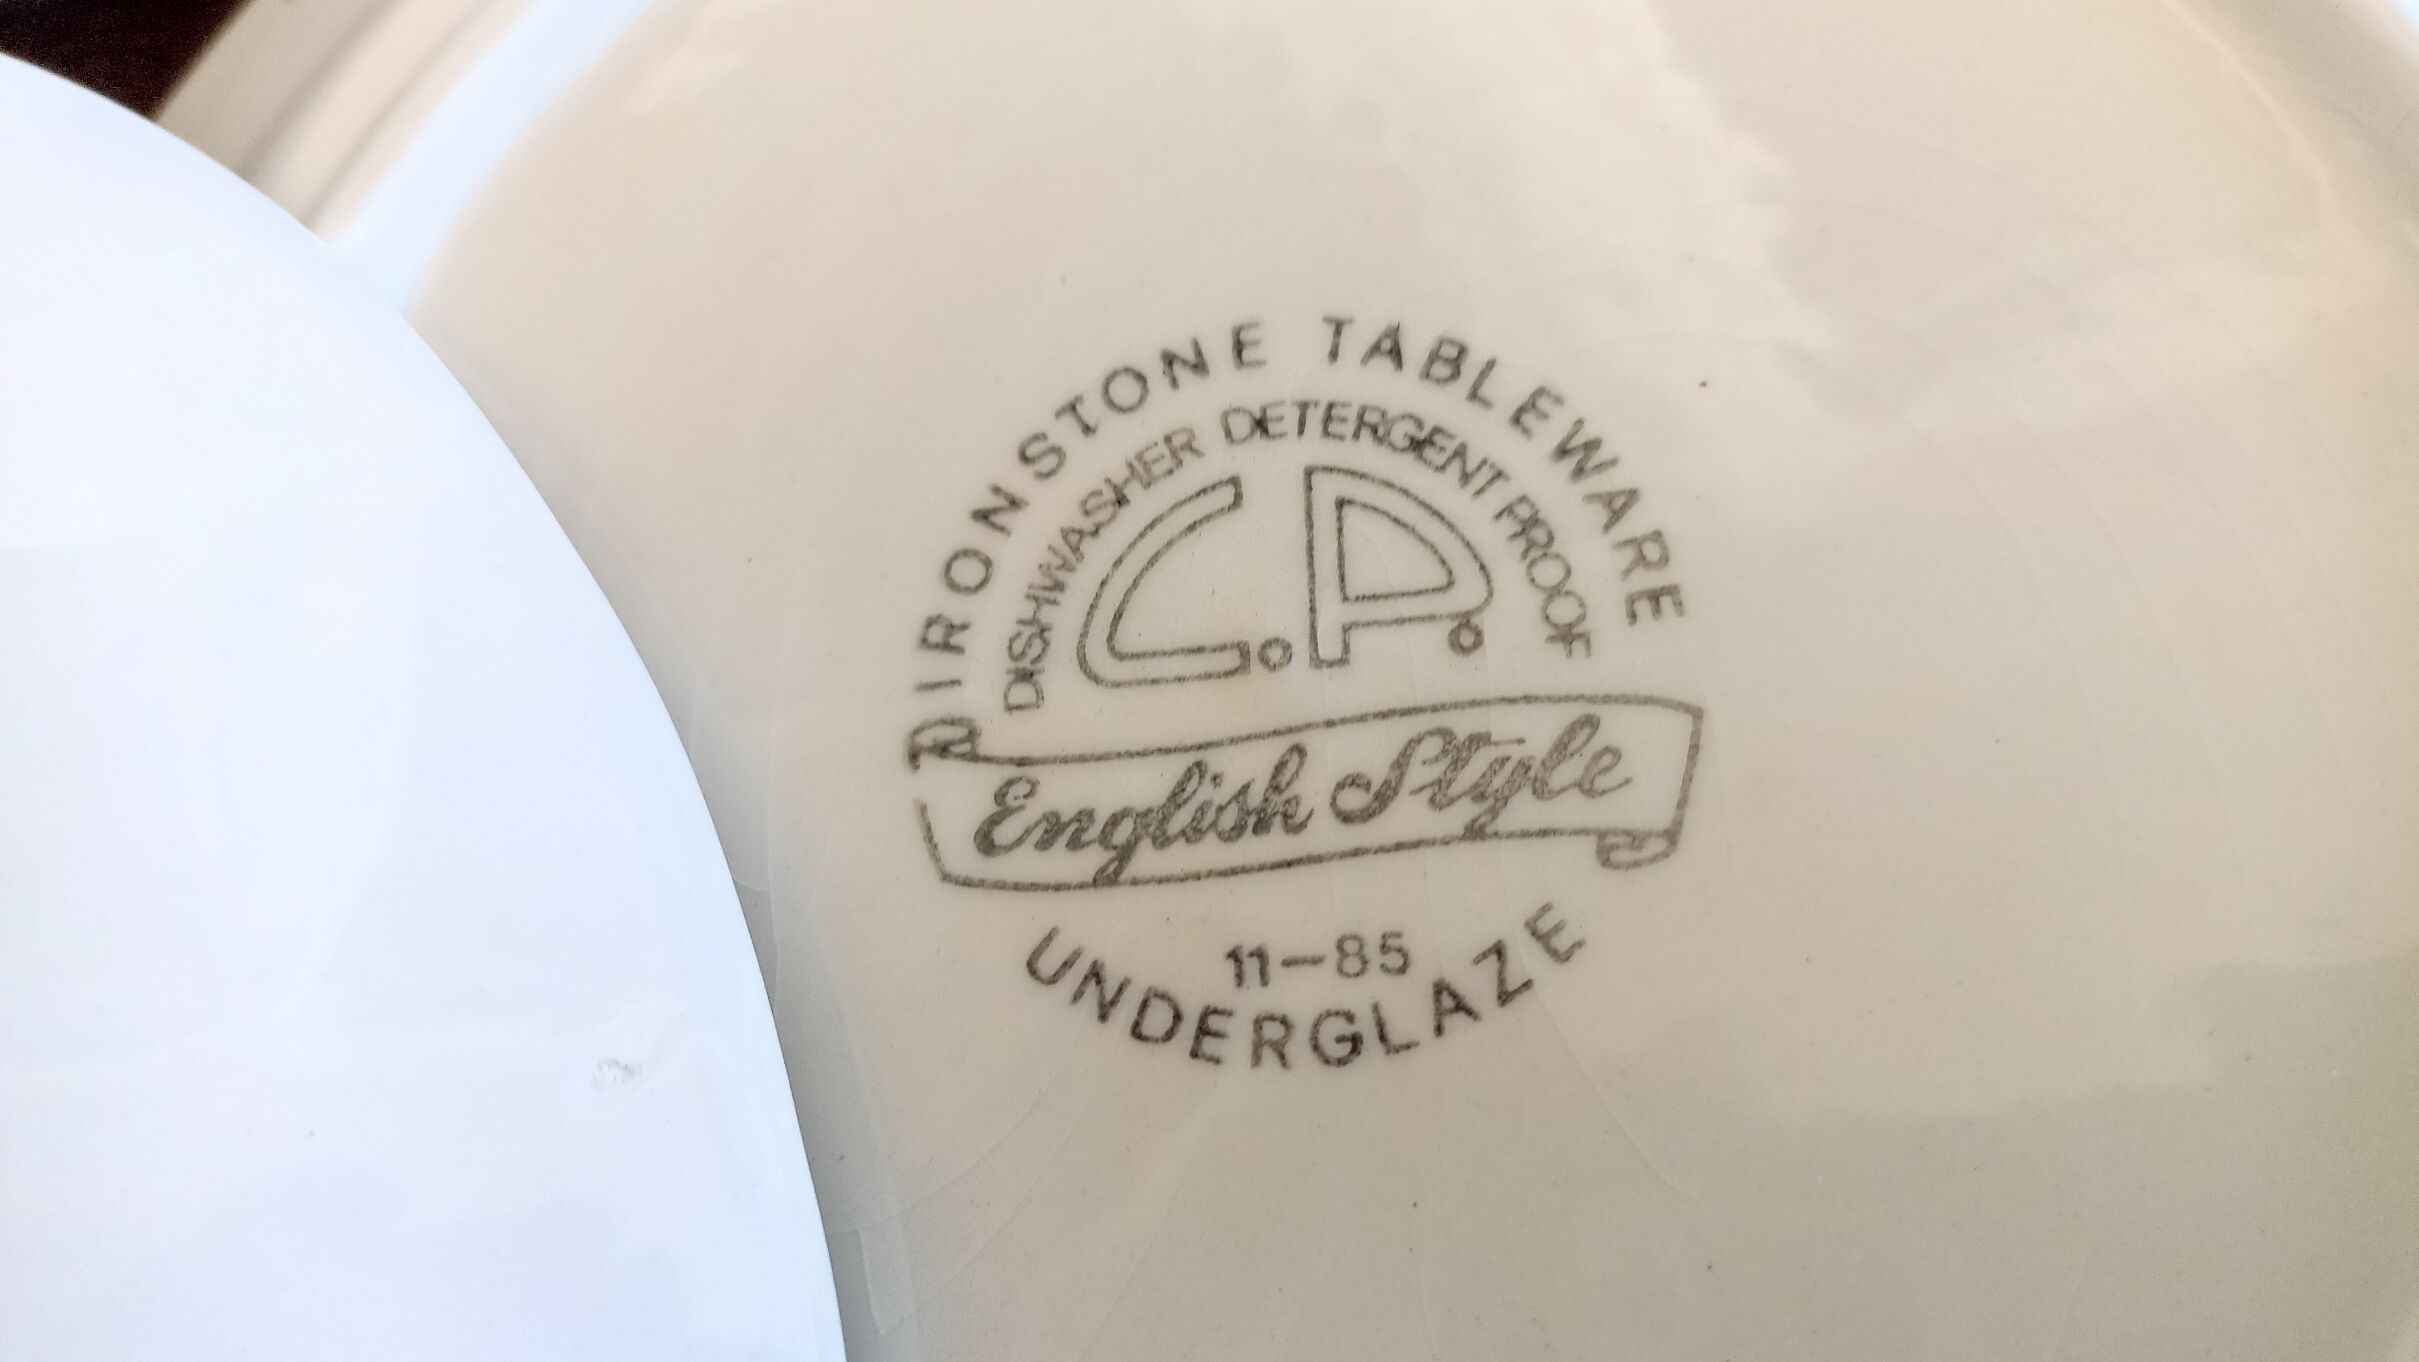 IRONSTONE TABLEWARE
DISHWASHER DETERGENT PROOF
C.P.
English Style
11-85
UNDERGLAZE